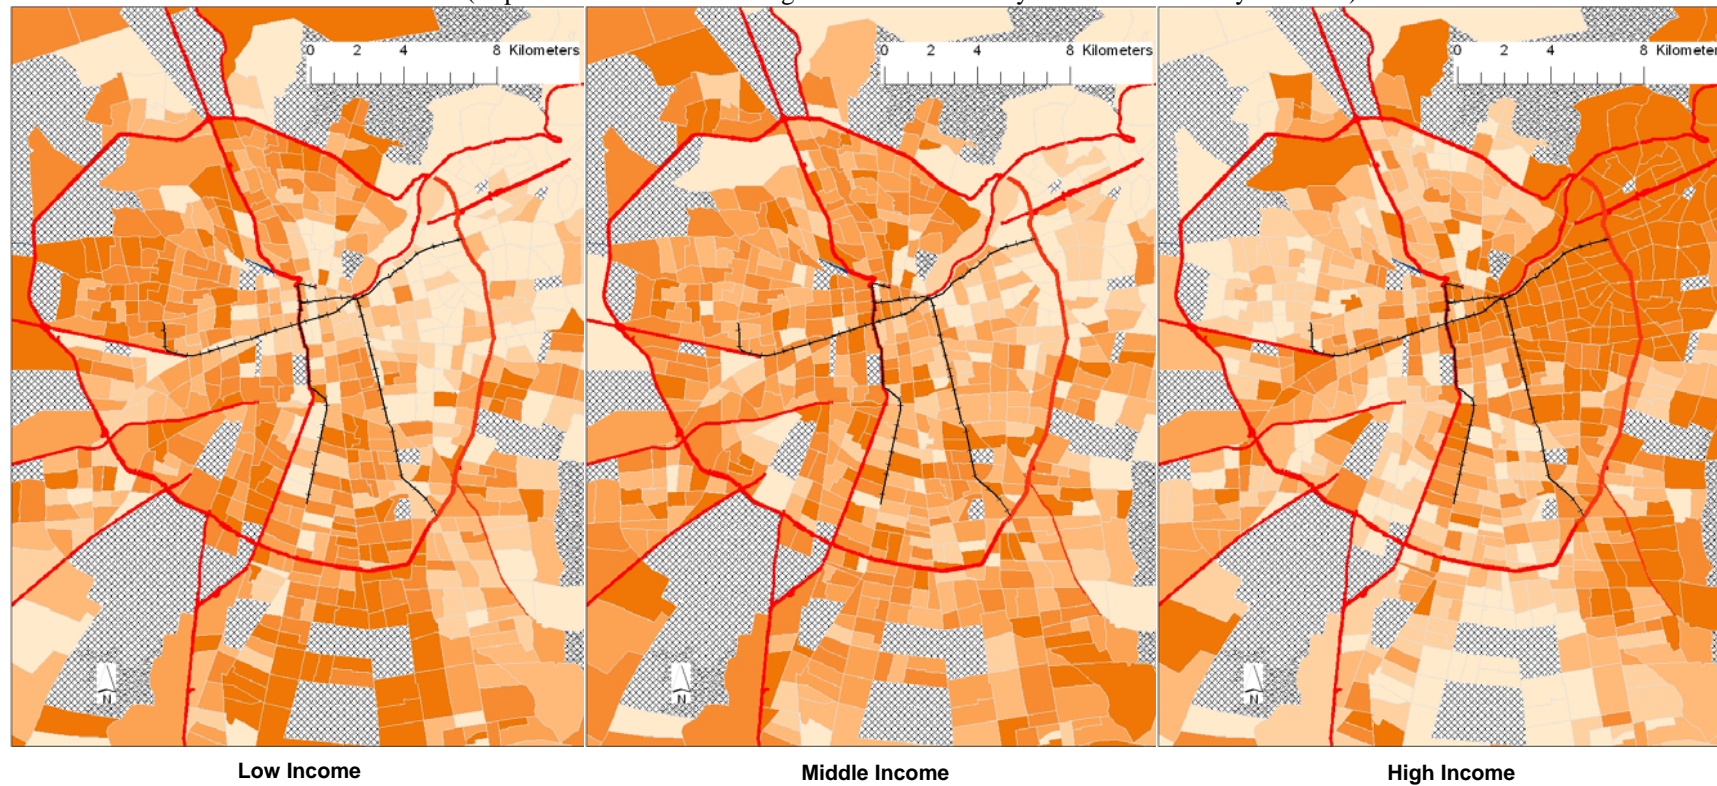 0 2 4 8 Kilometers
0 2 4 8 Kilometers
0 2 4 8 Kilometer
N
N
N
Low Income
Middle Income
High Income